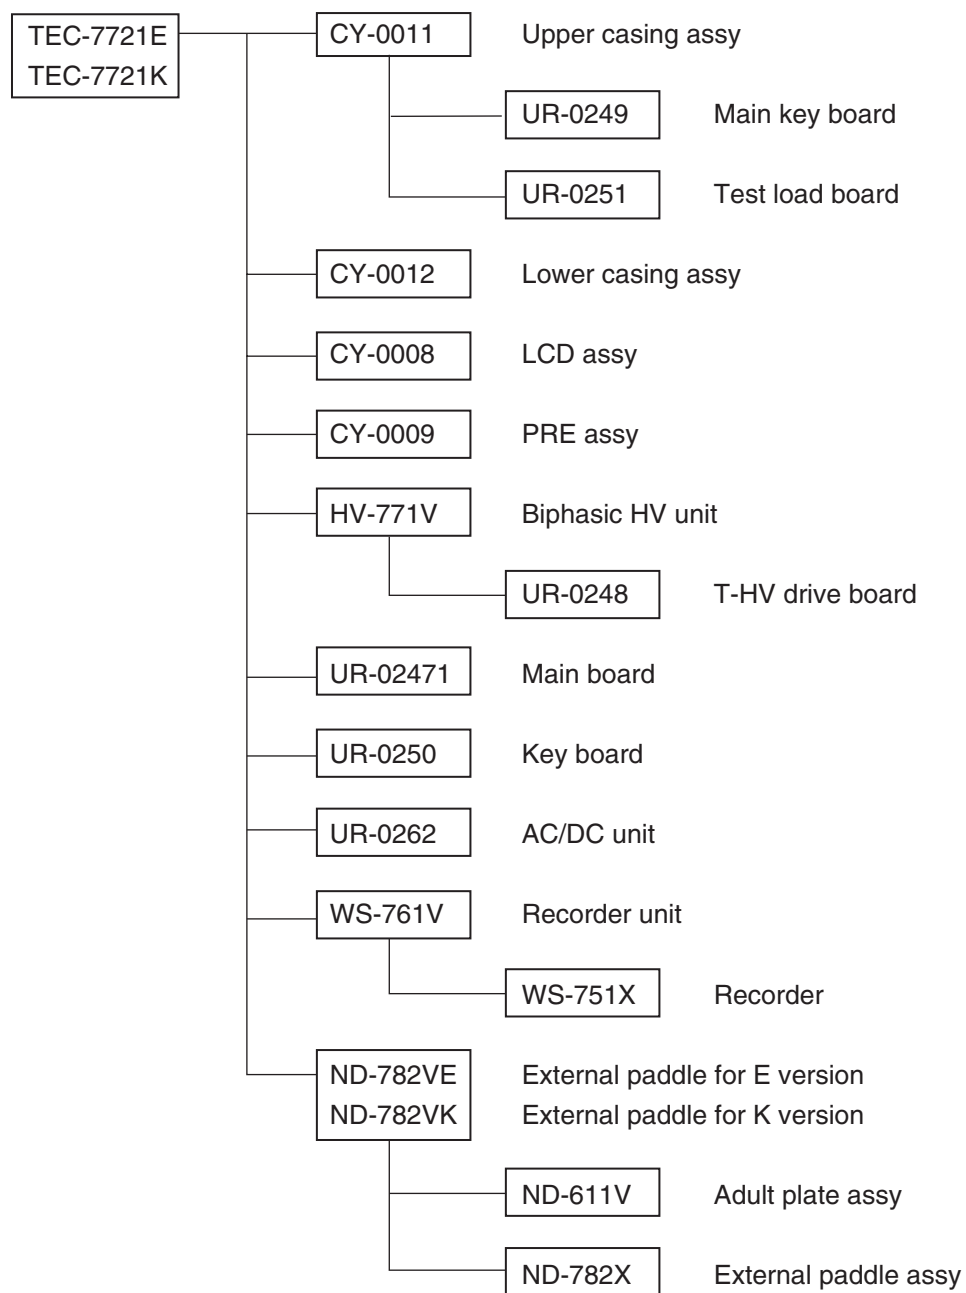 TEC-7721E
TEC-7721K
CY-0011 Upper casing assy
UR-0249 Main key board
UR-0251 Test load board
CY-0012 Lower casing assy
CY-0008 LCD assy
CY-0009 PRE assy
HV-771V Biphasic HV unit
UR-0248 T-HV drive board
UR-02471 Main board
UR-0250 Key board
UR-0262 AC/DC unit
WS-761V Recorder unit
WS-751X Recorder
ND-782VE External paddle for E version
ND-782VK External paddle for K version
ND-611V Adult plate assy
ND-782X External paddle assy